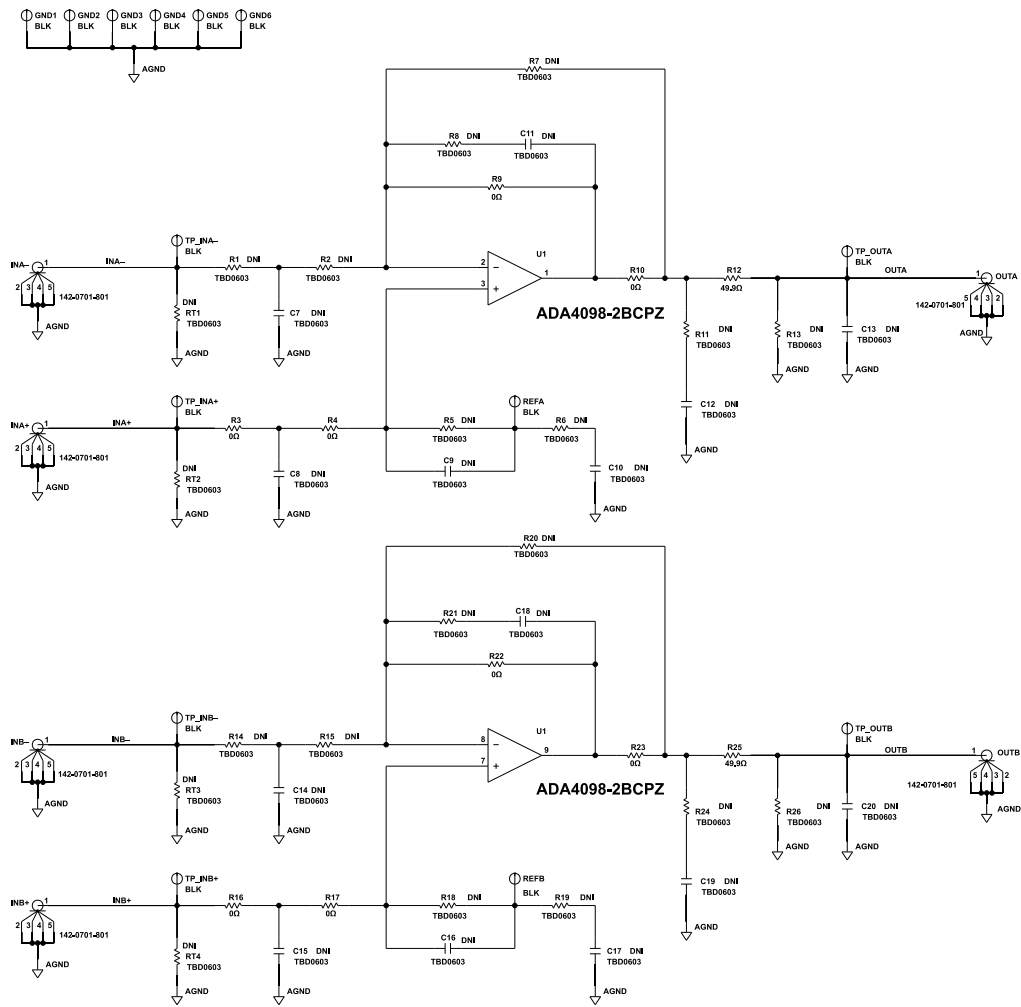 GND1 GND2 GND3 GND4 GND5 GND6
BLK BLK BLK BLK BLK BLK
AGND
R7 DNI
TBD0603
R8 DNI
TBD0603
C11 DNI
TBD0603
R9
0Ω
TP_INA–
BLK
INA– 1
INA–
2 3 4 5
142-0701-801
AGND
R1 DNI
TBD0603
R2 DNI
TBD0603
DNI
RT1
TBD0603
AGND
C7 DNI
TBD0603
AGND
U1
2 –
3 +
1
ADA4098-2BCPZ
R10
0Ω
R12
49.9Ω
TP_OUTA
BLK
OUTA
1 OUTA
5 4 3 2
142-0701-801
AGND
R11 DNI
TBD0603
R13 DNI
TBD0603
AGND
C13 DNI
TBD0603
AGND
C12 DNI
TBD0603
AGND
TP_INA+
BLK
INA+ 1
INA+
2 3 4 5
142-0701-801
AGND
R3
0Ω
R4
0Ω
DNI
RT2
TBD0603
AGND
C8 DNI
TBD0603
AGND
REFA
BLK
R5 DNI
TBD0603
R6 DNI
TBD0603
C9 DNI
TBD0603
C10 DNI
TBD0603
AGND
R20 DNI
TBD0603
R21 DNI
TBD0603
C18 DNI
TBD0603
R22
0Ω
TP_INB–
BLK
INB– 1
INB–
2 3 4 5
142-0701-801
AGND
R14 DNI
TBD0603
R15 DNI
TBD0603
DNI
RT3
TBD0603
AGND
C14 DNI
TBD0603
AGND
U1
8 –
7 +
9
ADA4098-2BCPZ
R23
0Ω
R25
49.9Ω
TP_OUTB
BLK
OUTB
1 OUTB
5 4 3 2
142-0701-801
AGND
R24 DNI
TBD0603
R26 DNI
TBD0603
AGND
C20 DNI
TBD0603
AGND
C19 DNI
TBD0603
AGND
TP_INB+
BLK
INB+ 1
INB+
2 3 4 5
142-0701-801
AGND
R16
0Ω
R17
0Ω
DNI
RT4
TBD0603
AGND
C15 DNI
TBD0603
AGND
REFB
BLK
R18 DNI
TBD0603
R19 DNI
TBD0603
C16 DNI
TBD0603
C17 DNI
TBD0603
AGND